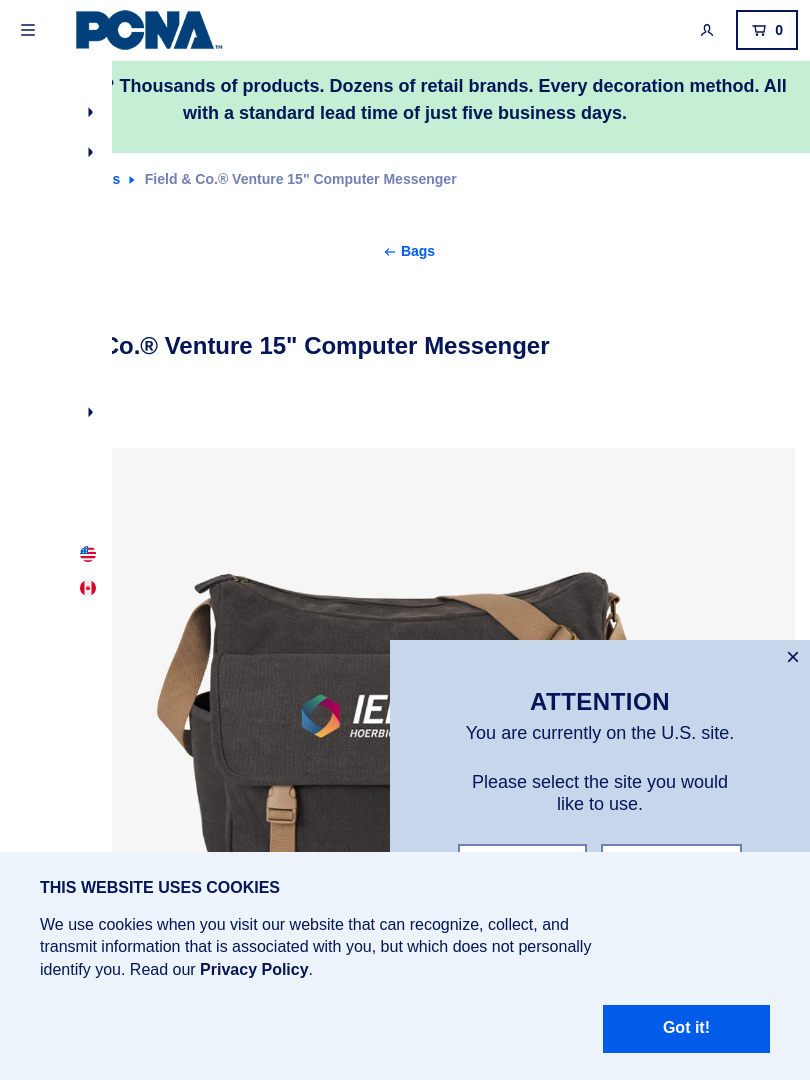 PCNA™
0
? Thousands of products. Dozens of retail brands. Every decoration method. All
with a standard lead time of just five business days.
s
Field & Co.® Venture 15" Computer Messenger
Bags
Co.® Venture 15" Computer Messenger
ATTENTION
You are currently on the U.S. site.
Please select the site you would
like to use.
THIS WEBSITE USES COOKIES
We use cookies when you visit our website that can recognize, collect, and
transmit information that is associated with you, but which does not personally
identify you. Read our Privacy Policy.
Got it!